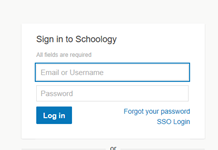 Sign in to Schoology
All fields are required
Email or Username
Password
Log in
Forgot your password
SSO Login
or